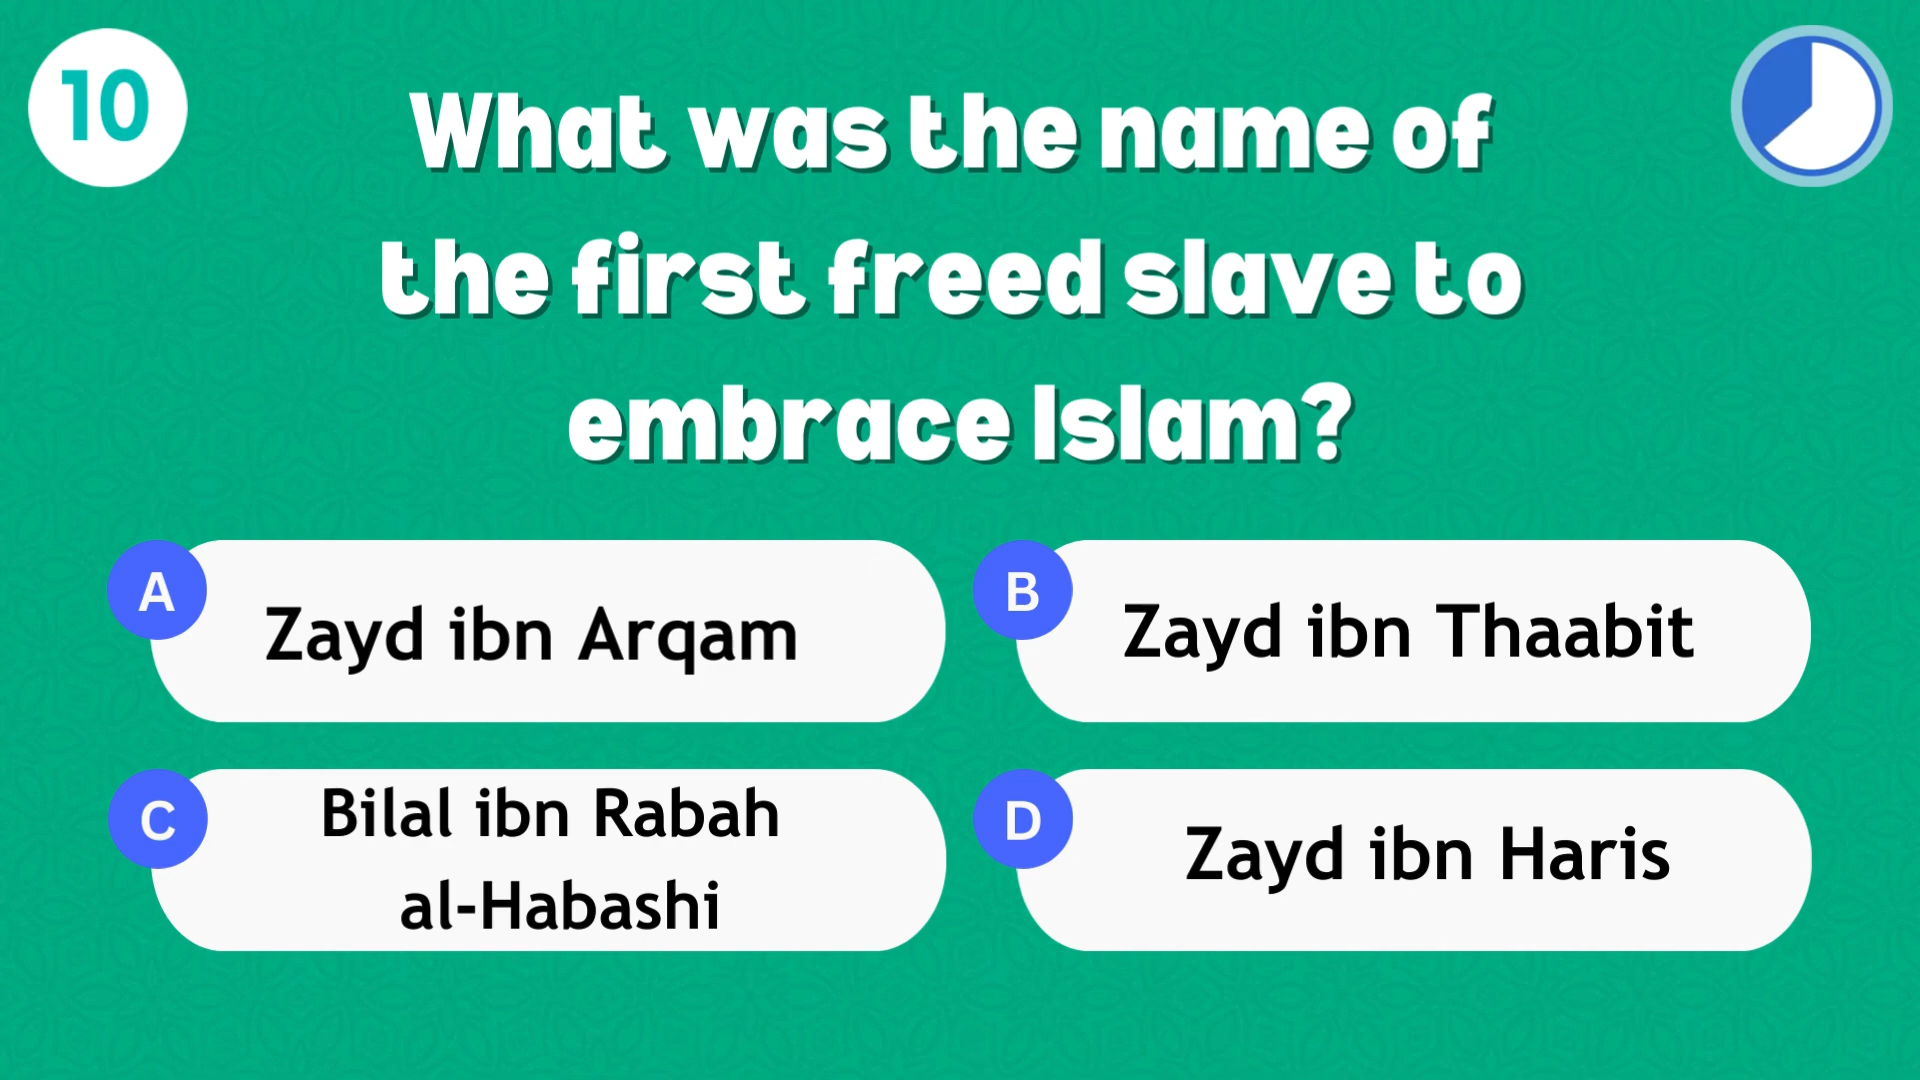 10
What was the name of
the first freed slave to
embrace Islam?
A
Zayd ibn Arqam
B
Zayd ibn Thaabit
C
Bilal ibn Rabah
al-Habashi
D
Zayd ibn Haris